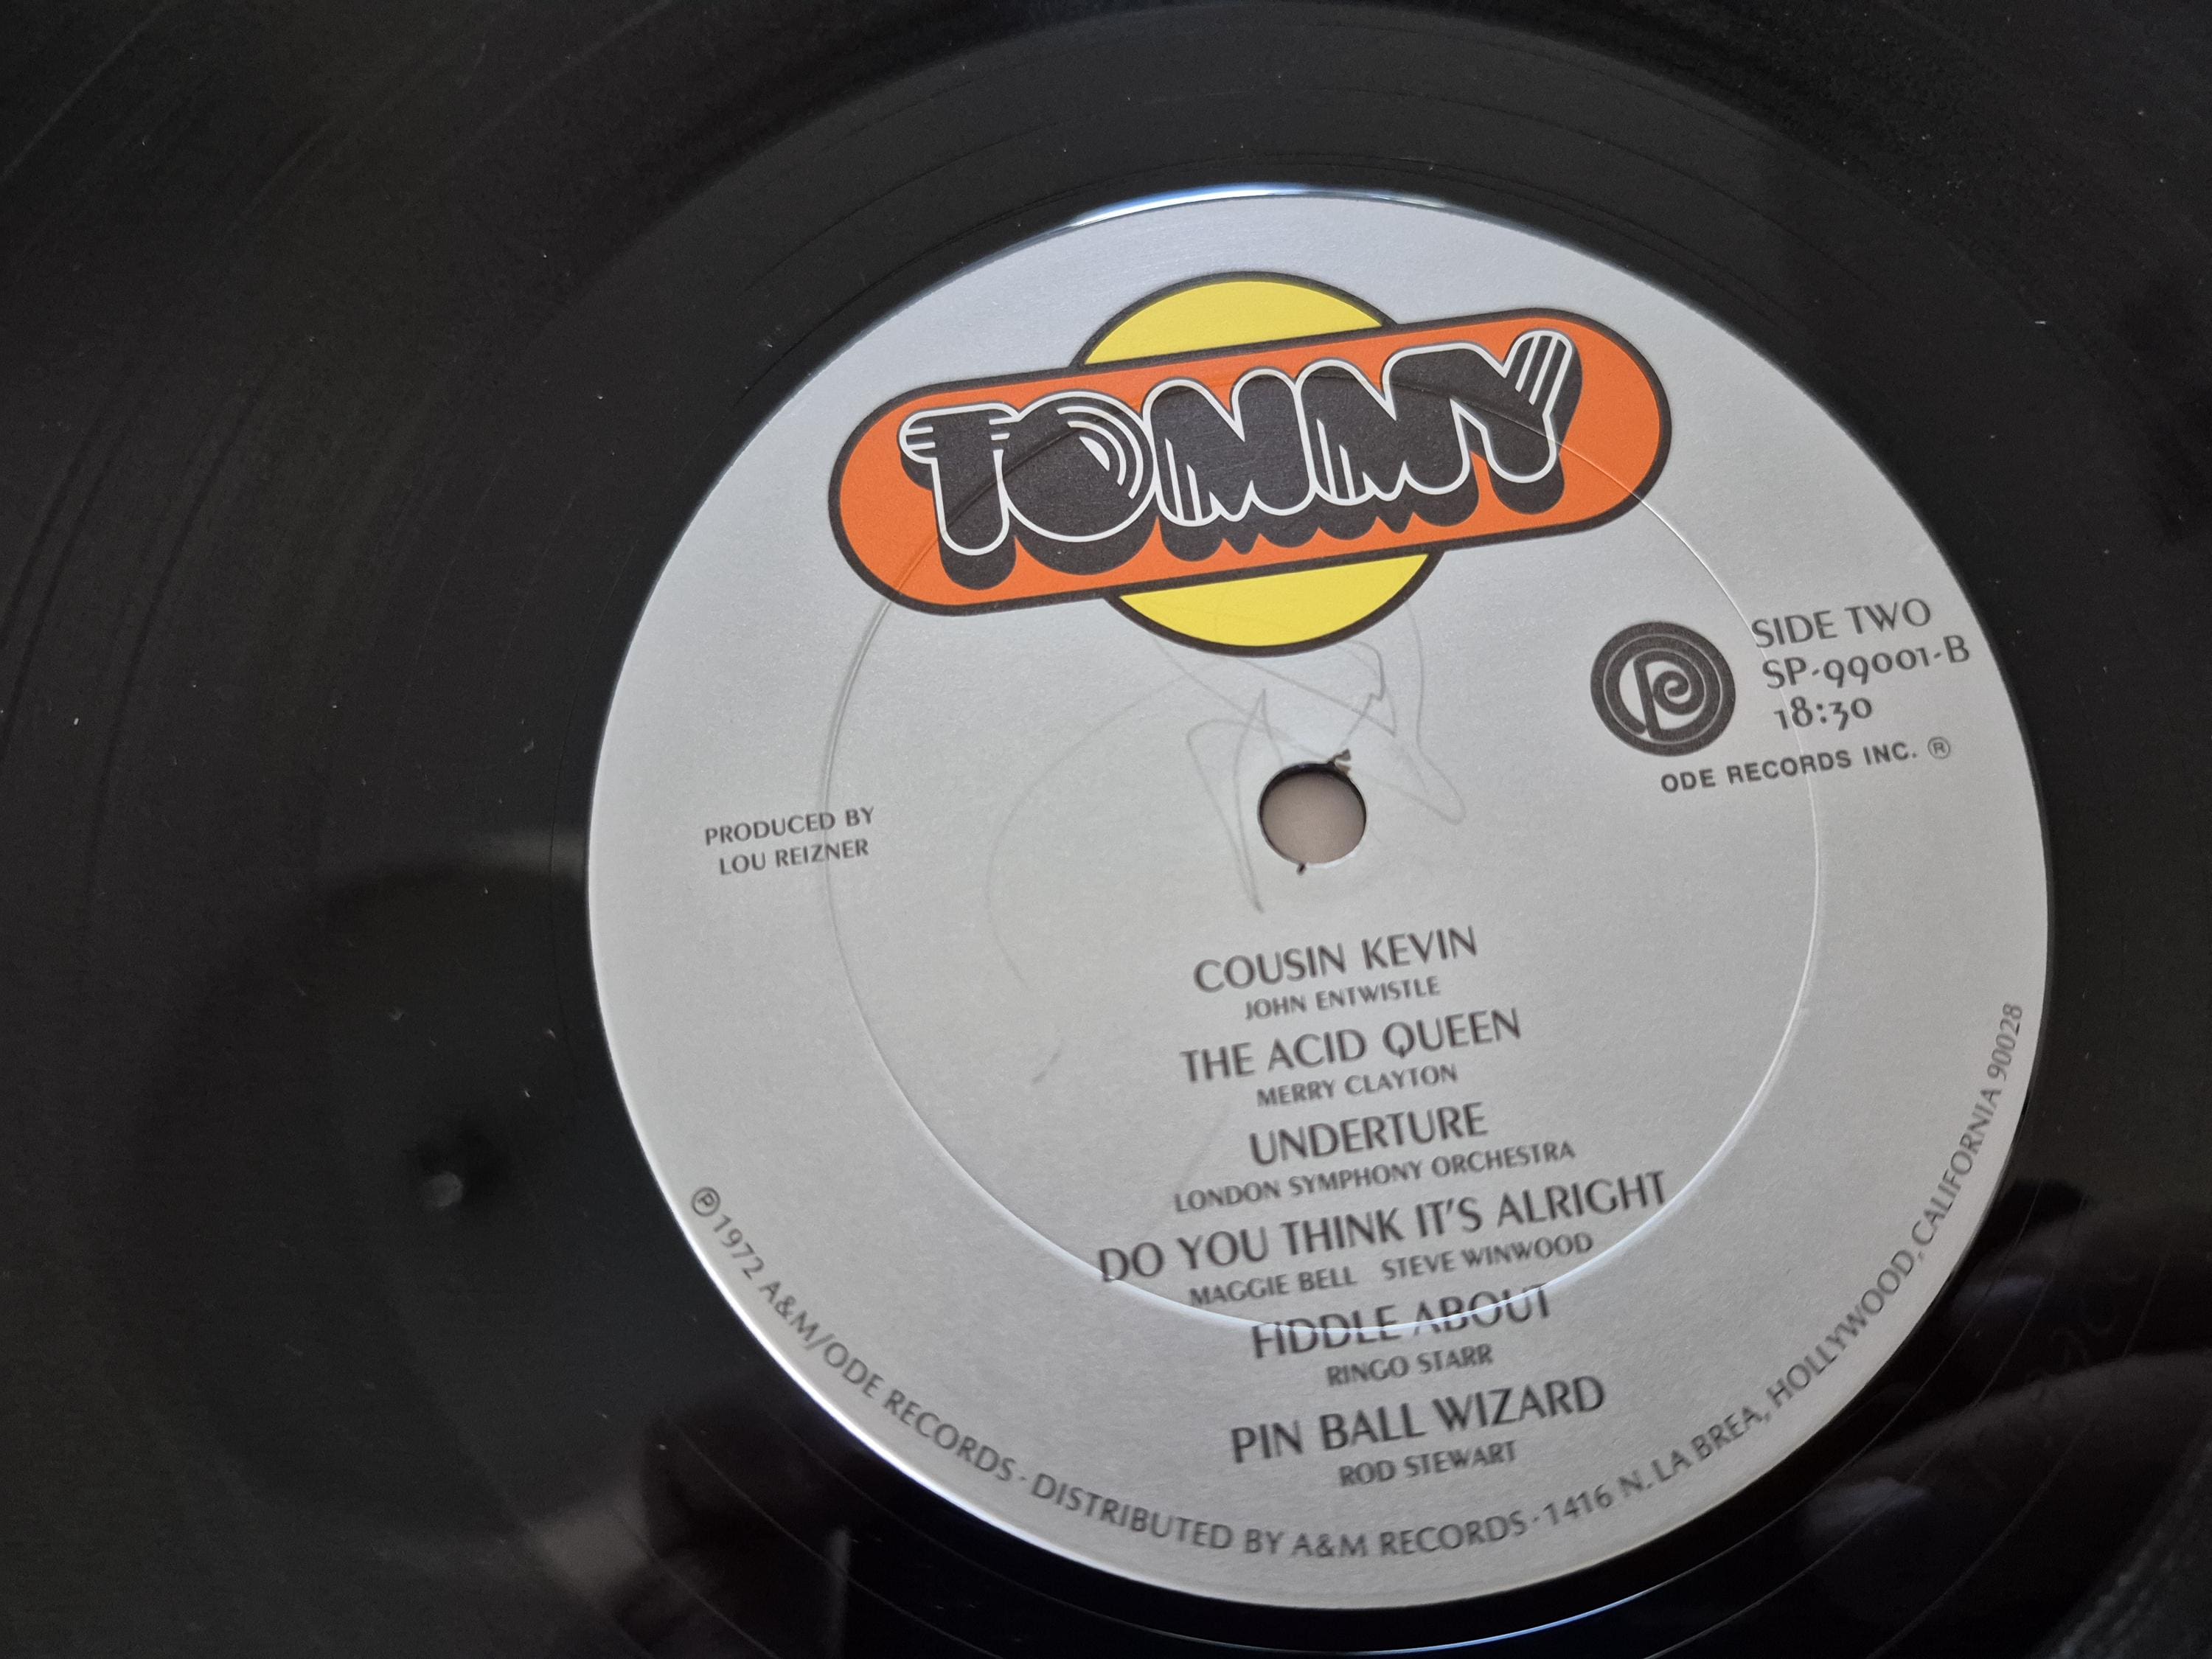 TOMMY
SIDE TWO
SP-99001-B
18:30
ODE RECORDS INC. ®
PRODUCED BY
LOU REIZNER
COUSIN KEVIN
JOHN ENTWISTLE
THE ACID QUEEN
MERRY CLAYTON
UNDERTURE
LONDON SYMPHONY ORCHESTRA
DO YOU THINK IT'S ALRIGHT
MAGGIE BELL STEVE WINWOOD
FIDDLE ABOUT
RINGO STARR
PIN BALL WIZARD
ROD STEWART
℗ 1972 A&M/ODE RECORDS · DISTRIBUTED BY A&M RECORDS · 1416 N. LA BREA, HOLLYWOOD, CALIFORNIA 90028